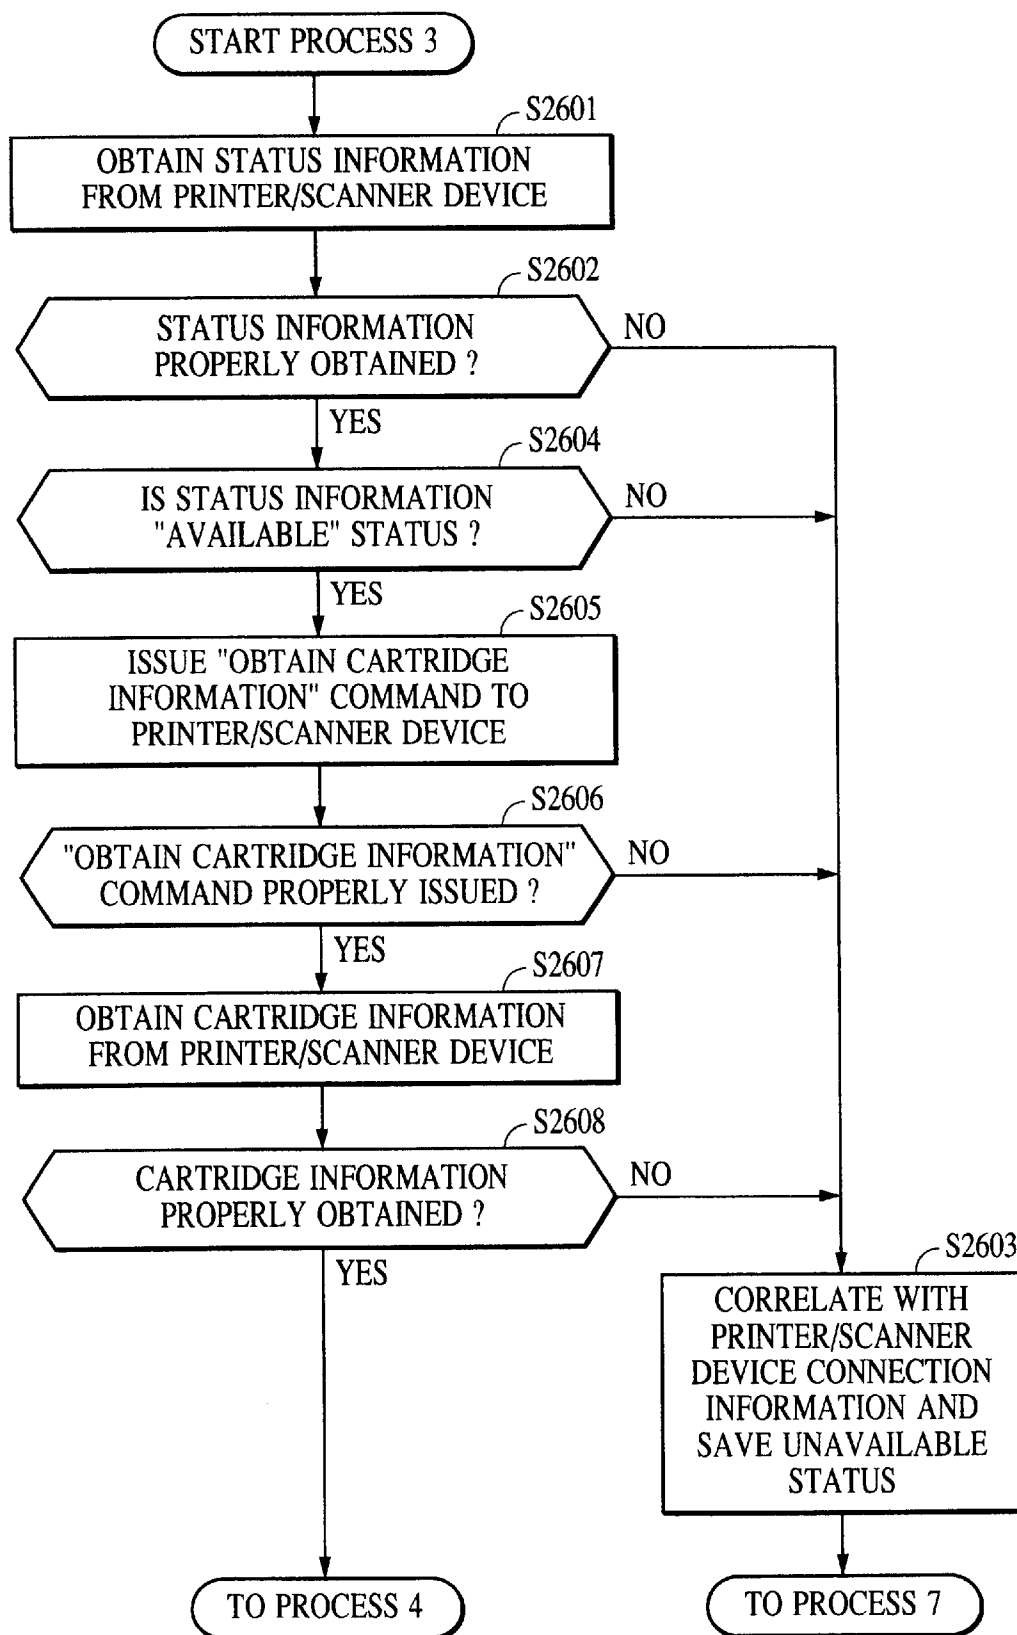 START PROCESS 3
S2601
OBTAIN STATUS INFORMATION
FROM PRINTER/SCANNER DEVICE
S2602
STATUS INFORMATION
PROPERLY OBTAINED ?
NO
YES
S2604
IS STATUS INFORMATION
"AVAILABLE" STATUS ?
NO
YES
S2605
ISSUE "OBTAIN CARTRIDGE
INFORMATION" COMMAND TO
PRINTER/SCANNER DEVICE
S2606
"OBTAIN CARTRIDGE INFORMATION"
COMMAND PROPERLY ISSUED ?
NO
YES
S2607
OBTAIN CARTRIDGE INFORMATION
FROM PRINTER/SCANNER DEVICE
S2608
CARTRIDGE INFORMATION
PROPERLY OBTAINED ?
NO
YES
S2603
CORRELATE WITH
PRINTER/SCANNER
DEVICE CONNECTION
INFORMATION AND
SAVE UNAVAILABLE
STATUS
TO PROCESS 4
TO PROCESS 7